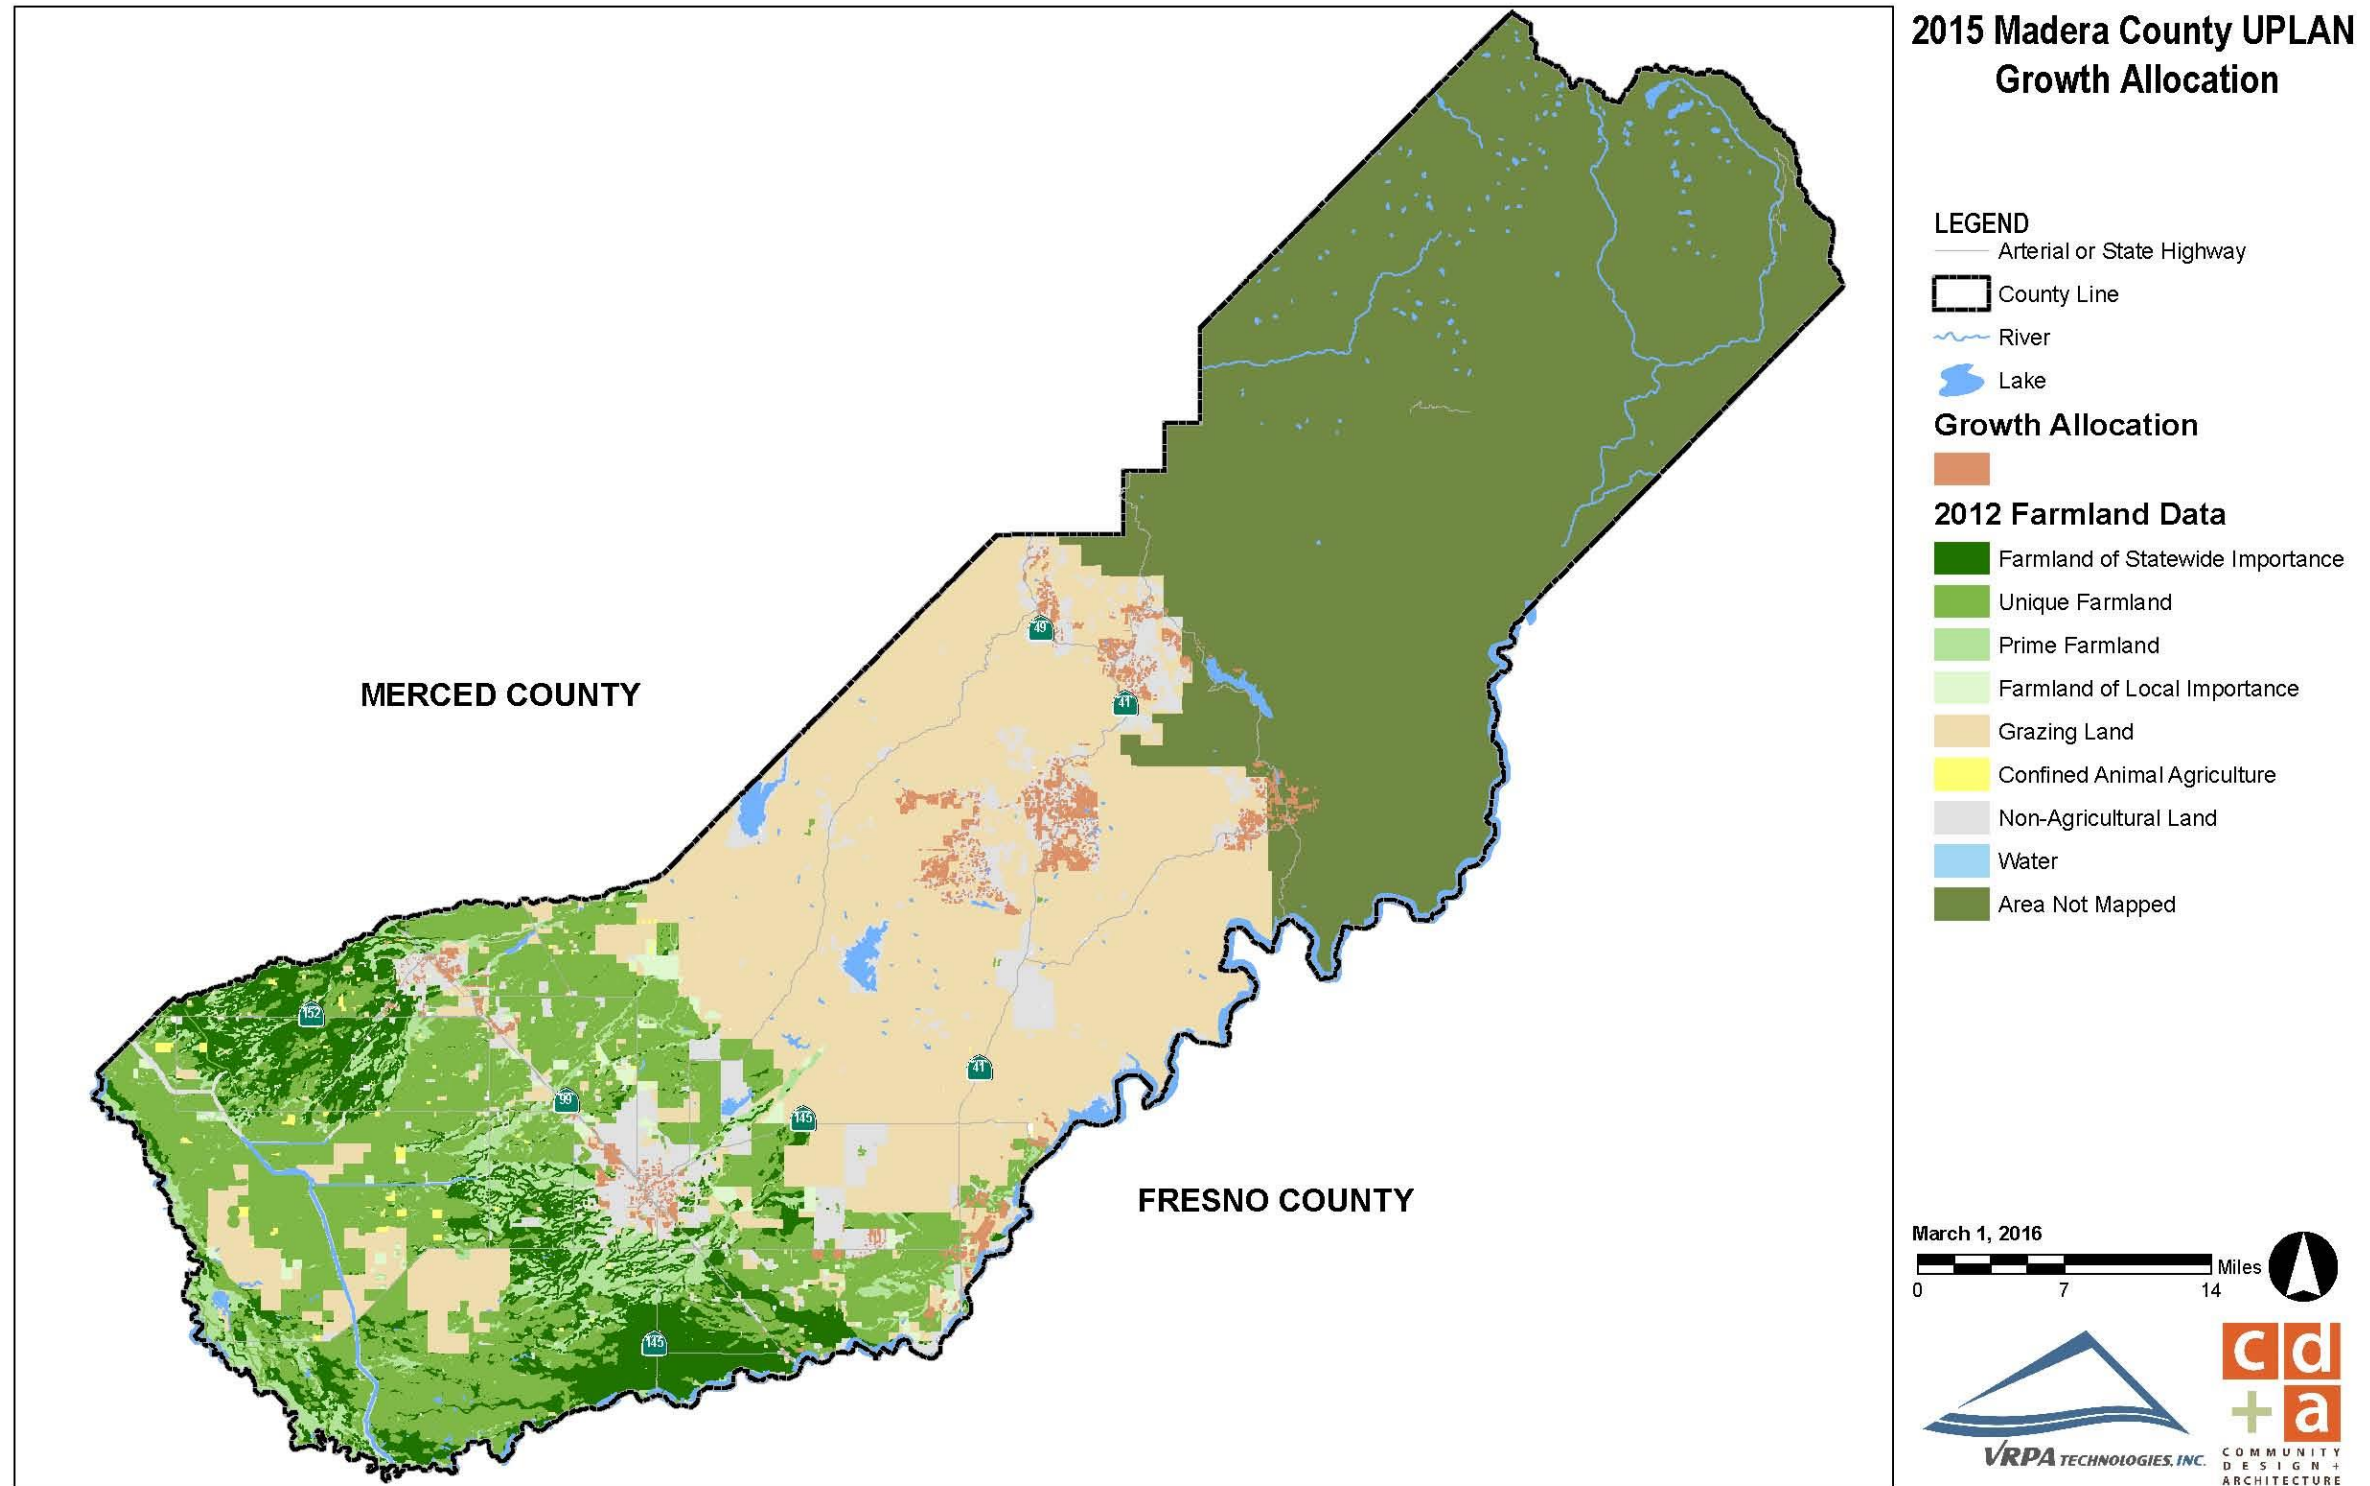 2015 Madera County UPLAN
Growth Allocation
LEGEND
Arterial or State Highway
County Line
River
Lake
Growth Allocation
2012 Farmland Data
Farmland of Statewide Importance
Unique Farmland
Prime Farmland
Farmland of Local Importance
Grazing Land
Confined Animal Agriculture
Non-Agricultural Land
Water
Area Not Mapped
49
MERCED COUNTY
41
152
41
99
145
FRESNO COUNTY
145
March 1, 2016
Miles
0 7 14
VRPA TECHNOLOGIES, INC.
cd
+a
COMMUNITY
DESIGN +
ARCHITECTURE